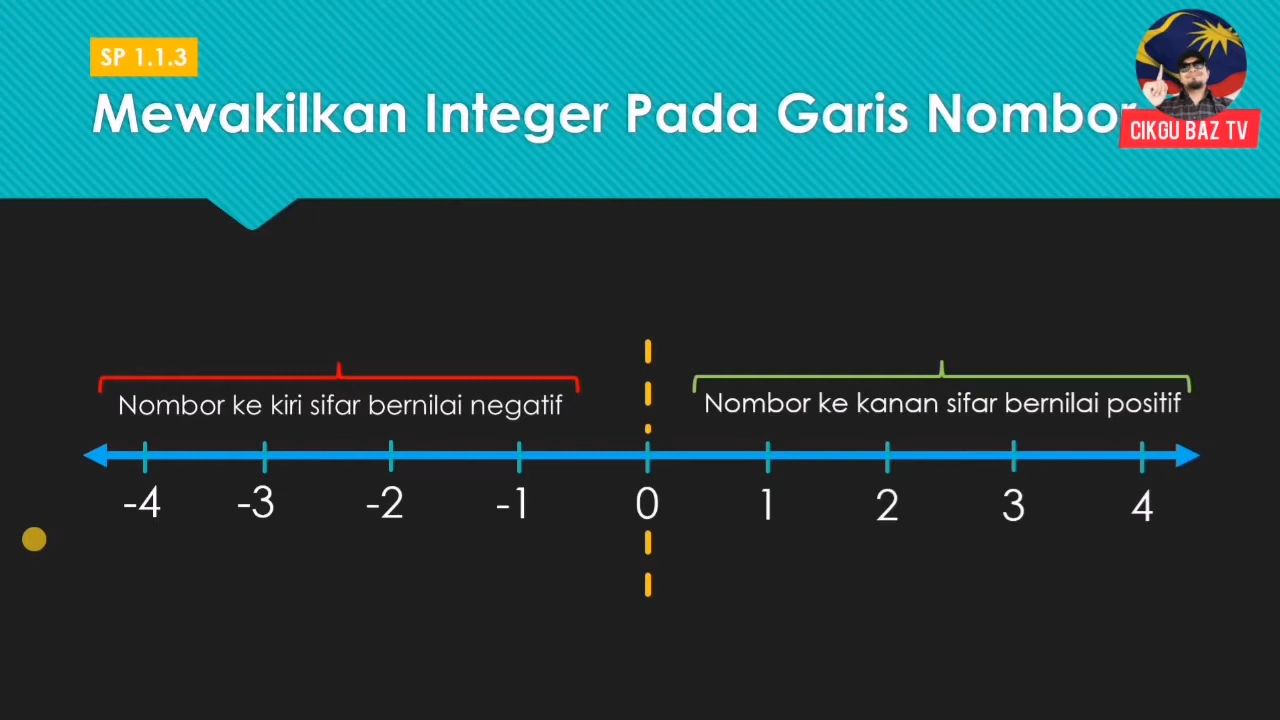 SP 1.1.3
Mewakilkan Integer Pada Garis Nombor
CIKGU BAZ TV
Nombor ke kiri sifar bernilai negatif
Nombor ke kanan sifar bernilai positif
-4 -3 -2 -1 0 1 2 3 4